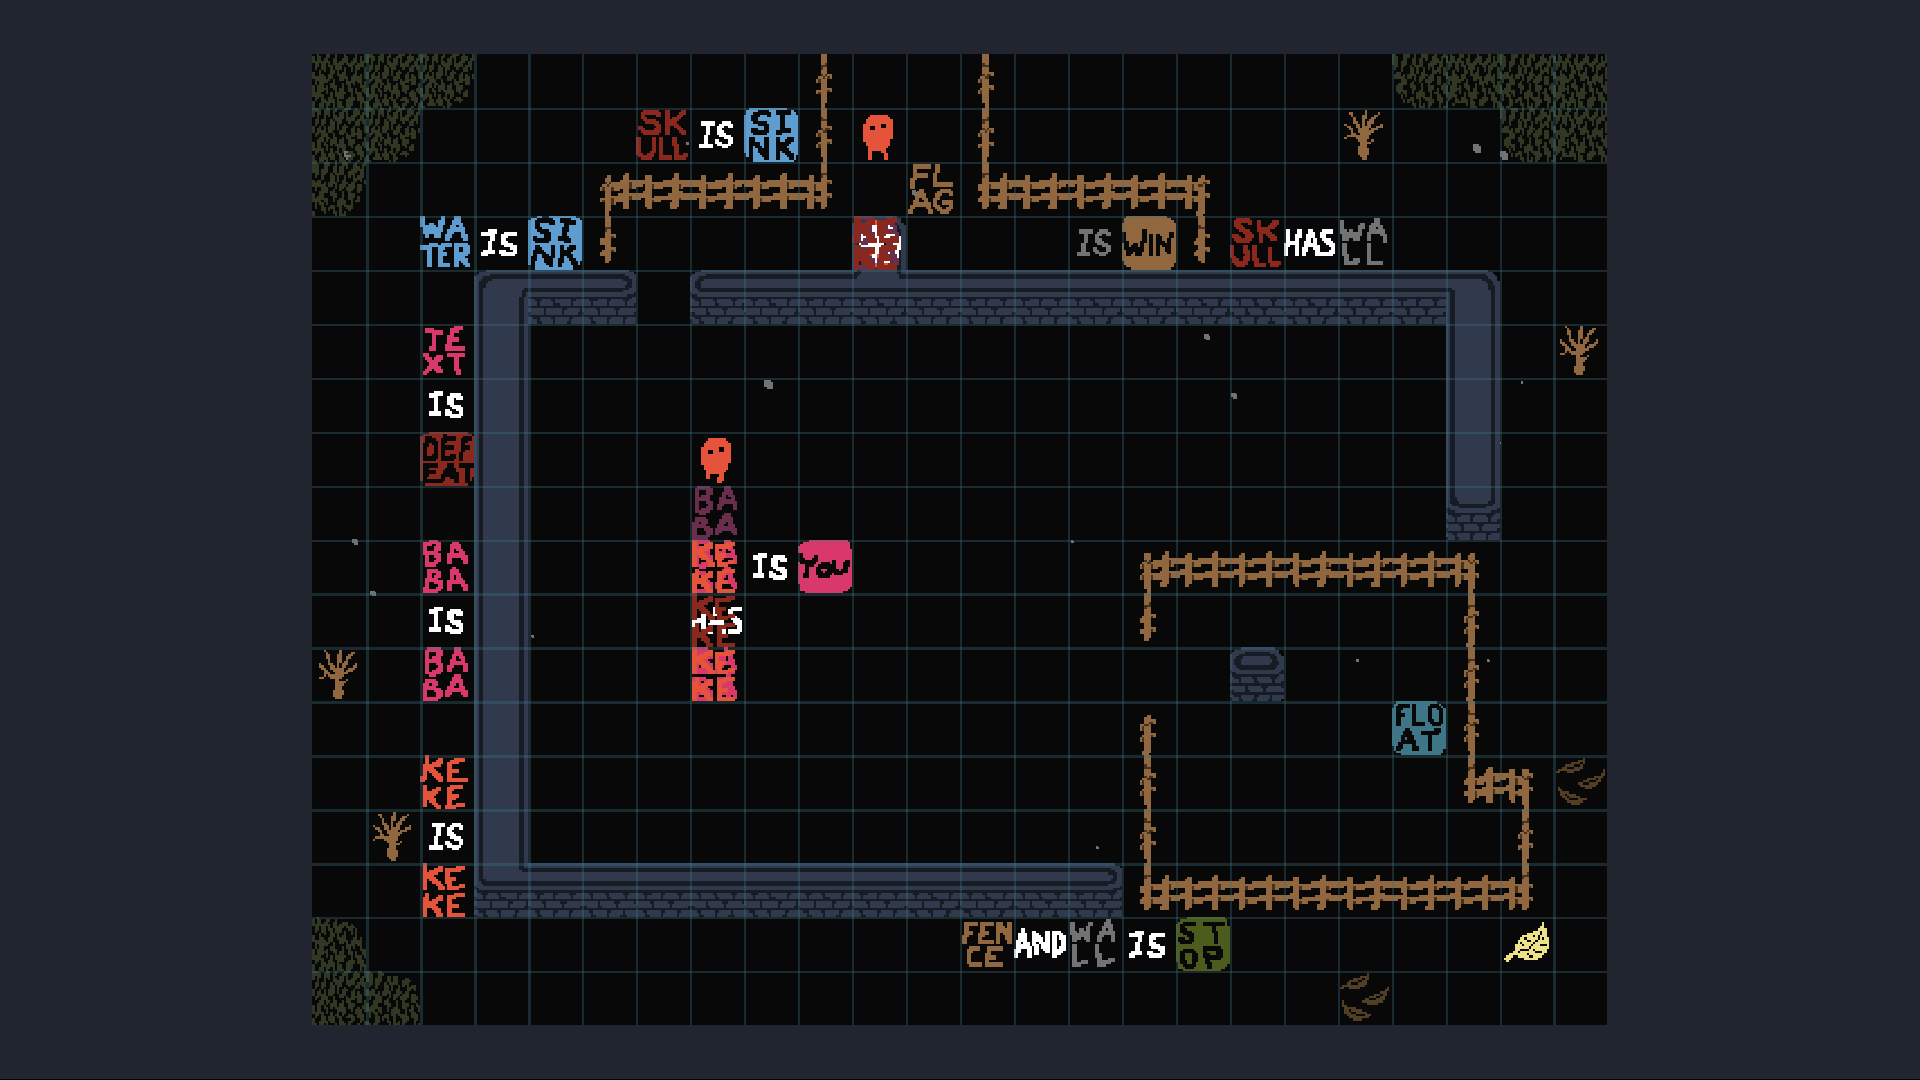 SKULL IS SINK
FLAG
WATER IS SINK
IS WIN SKULL HAS WALL
TEXT
IS
DEFEAT
BABA
BABA
IS YOU
IS
BABA
FLOAT
KEKE
IS
KEKE
FENCE AND WALL IS STOP